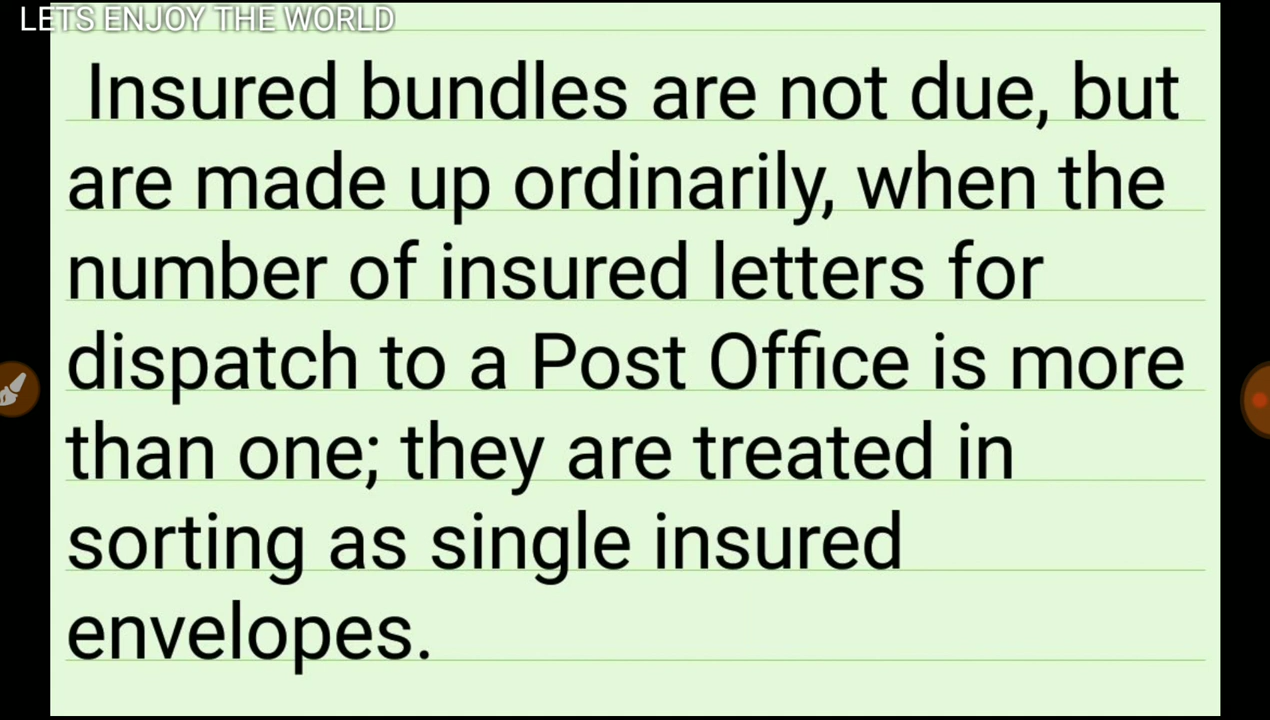 LETS ENJOY THE WORLD
Insured bundles are not due, but
are made up ordinarily, when the
number of insured letters for
dispatch to a Post Office is more
than one; they are treated in
sorting as single insured
envelopes.